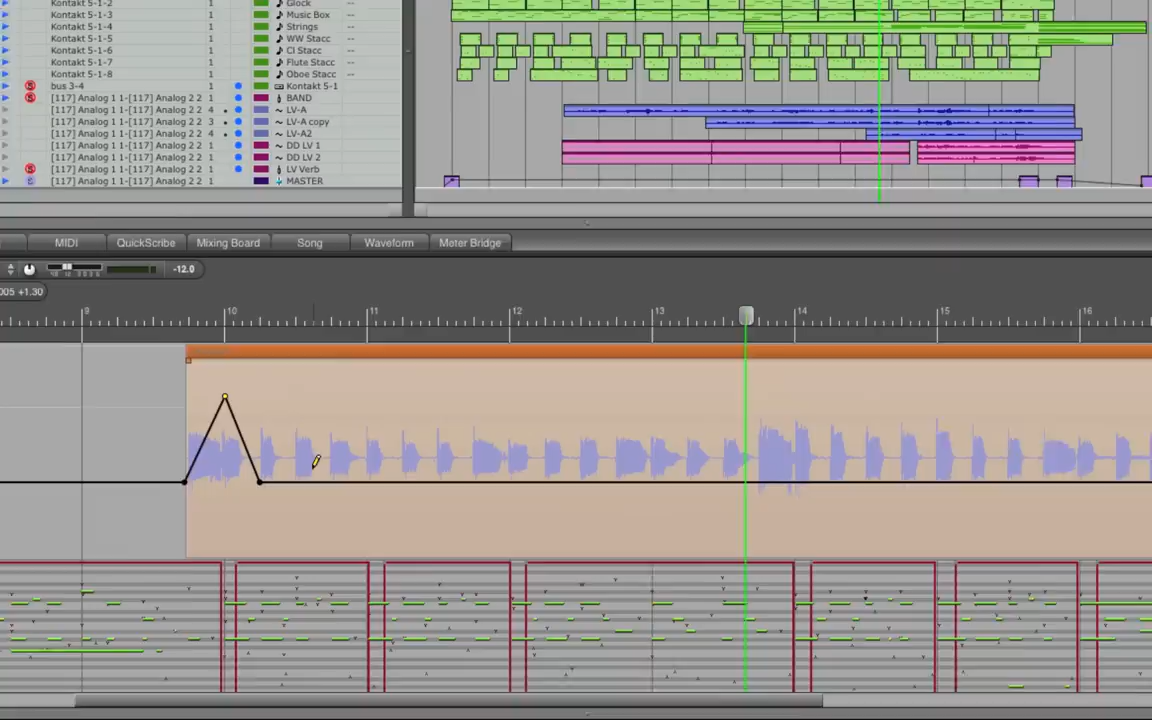 Kontakt 5-1-2 1 Glock --
Kontakt 5-1-3 1 Music Box --
Kontakt 5-1-4 1 Strings --
Kontakt 5-1-5 1 WW Stacc
Kontakt 5-1-6 1 Cl Stacc --
Kontakt 5-1-7 1 Flute Stacc --
Kontakt 5-1-8 1 Oboe Stacc --
bus 3-4 1 Kontakt 5-1
[117] Analog 1 1-[117] Analog 2 2 1 BAND
[117] Analog 1 1-[117] Analog 2 2 4 LV-A
[117] Analog 1 1-[117] Analog 2 2 3 LV-A copy
[117] Analog 1 1-[117] Analog 2 2 4 LV-A2
[117] Analog 1 1-[117] Analog 2 2 1 DD LV 1
[117] Analog 1 1-[117] Analog 2 2 1 DD LV 2
[117] Analog 1 1-[117] Analog 2 2 1 LV Verb
[117] Analog 1 1-[117] Analog 2 2 1 MASTER
MIDI QuickScribe Mixing Board Song Waveform Meter Bridge
-12.0
005 +1.30
9 10 11 12 13 14 15 16